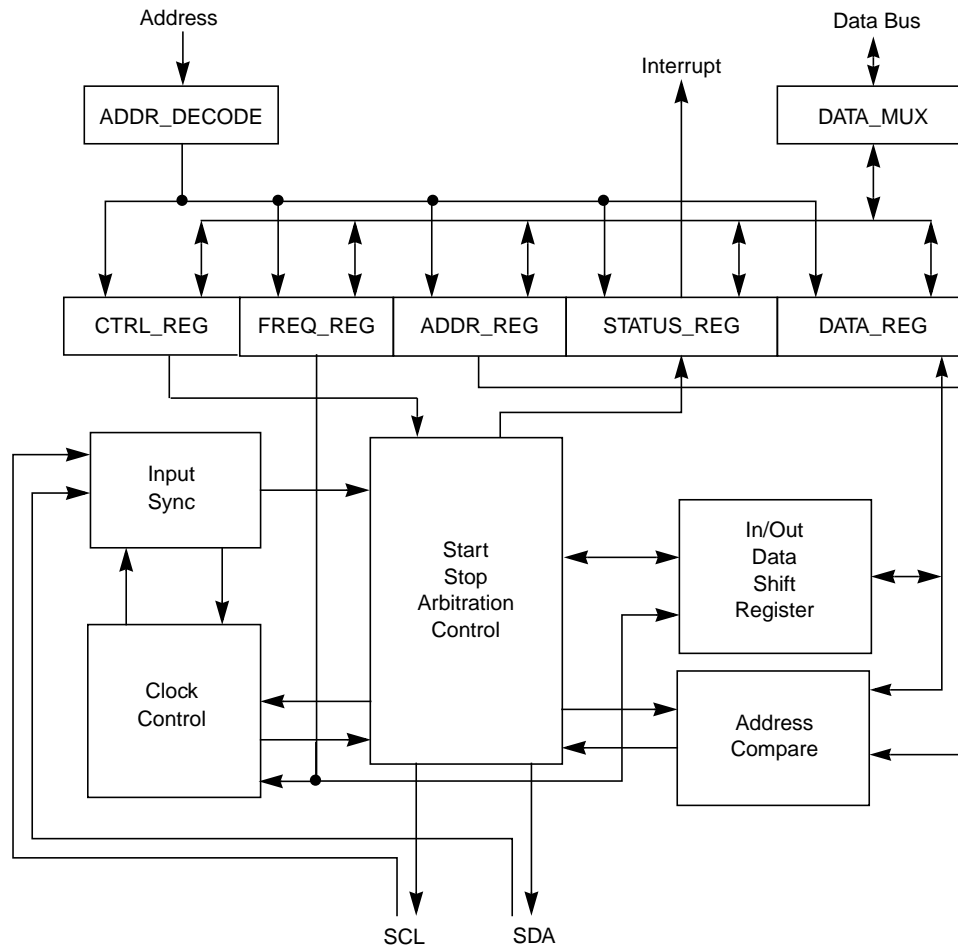 Address
Data Bus
Interrupt
ADDR_DECODE
DATA_MUX
CTRL_REG
FREQ_REG
ADDR_REG
STATUS_REG
DATA_REG
Input
Sync
Start
Stop
Arbitration
Control
In/Out
Data
Shift
Register
Clock
Control
Address
Compare
SCL
SDA